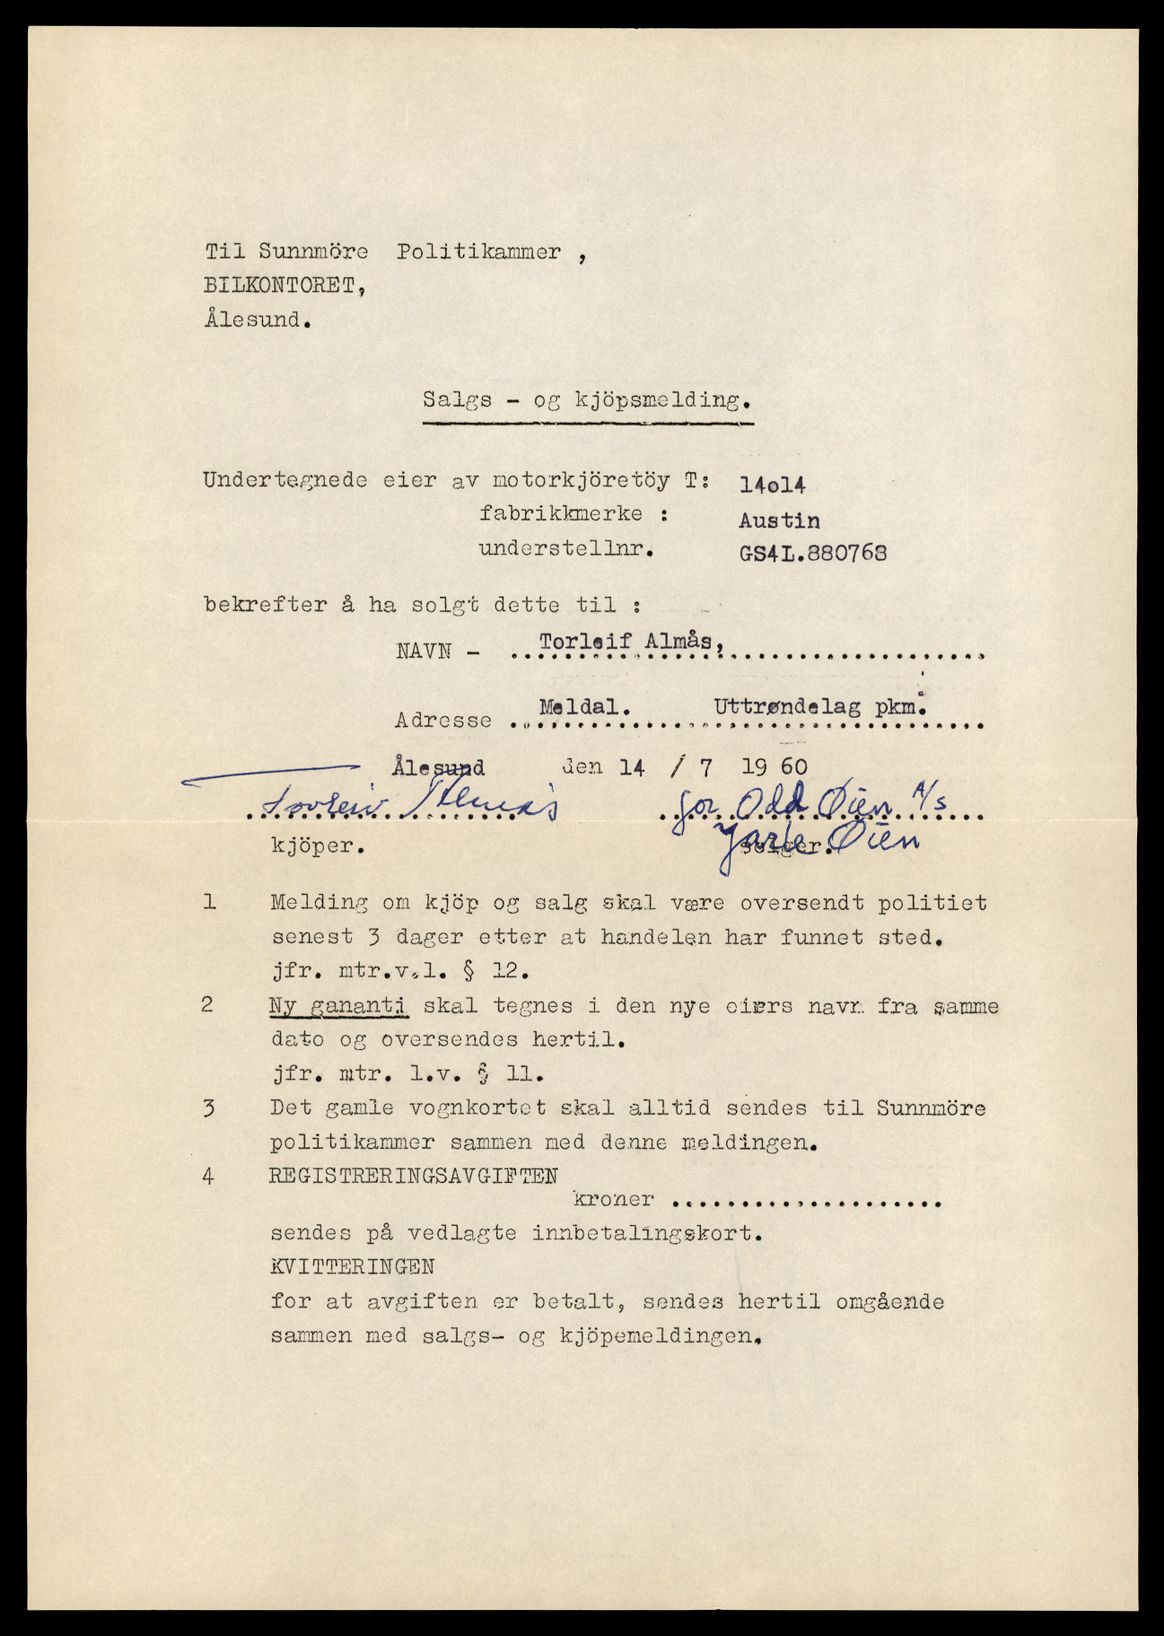 Til Sunnmöre Politikammer ,
BILKONTORET,
Ålesund.
Salgs - og kjöpsmelding.
Undertegnede eier av motorkjöretöy T: 14o14
fabrikkmerke : Austin
understellnr. GS4L.880768
bekrefter å ha solgt dette til :
NAVN - ..Torleif Almås,..................
Adresse ..Meldal. Uttrøndelag pkm...
Ålesund den 14 / 7 19 60
Torleiv Almås for Odd Øien A/s
Jarle Øien
kjöper. selger.
1 Melding om kjöp og salg skal være oversendt politiet
senest 3 dager etter at handelen har funnet sted.
jfr. mtr.v.l. § 12.
2 Ny gananti skal tegnes i den nye eiers navn fra samme
dato og oversendes hertil.
jfr. mtr. l.v. § 11.
3 Det gamle vognkortet skal alltid sendes til Sunnmöre
politikammer sammen med denne meldingen.
4 REGISTRERINGSAVGIFTEN
kroner ....................
sendes på vedlagte innbetalingskort.
KVITTERINGEN
for at avgiften er betalt, sendes hertil omgående
sammen med salgs- og kjöpemeldingen.